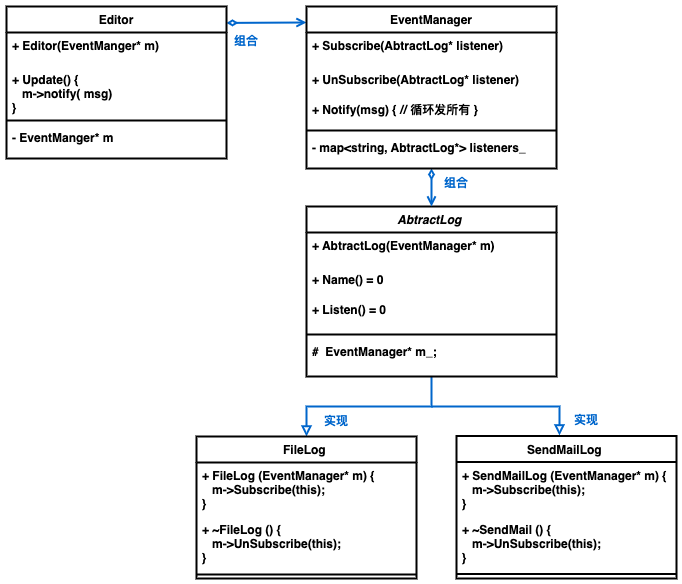 Editor
+ Editor(EventManger* m)
+ Update() {
m->notify( msg)
}
- EventManger* m
组合
EventManager
+ Subscribe(AbtractLog* listener)
+ UnSubscribe(AbtractLog* listener)
+ Notify(msg) { // 循环发所有 }
- map<string, AbtractLog*> listeners_
组合
AbtractLog
+ AbtractLog(EventManager* m)
+ Name() = 0
+ Listen() = 0
# EventManager* m_;
实现
实现
FileLog
+ FileLog (EventManager* m) {
m->Subscribe(this);
}
+ ~FileLog () {
m->UnSubscribe(this);
}
SendMailLog
+ SendMailLog (EventManager* m) {
m->Subscribe(this);
}
+ ~SendMail () {
m->UnSubscribe(this);
}